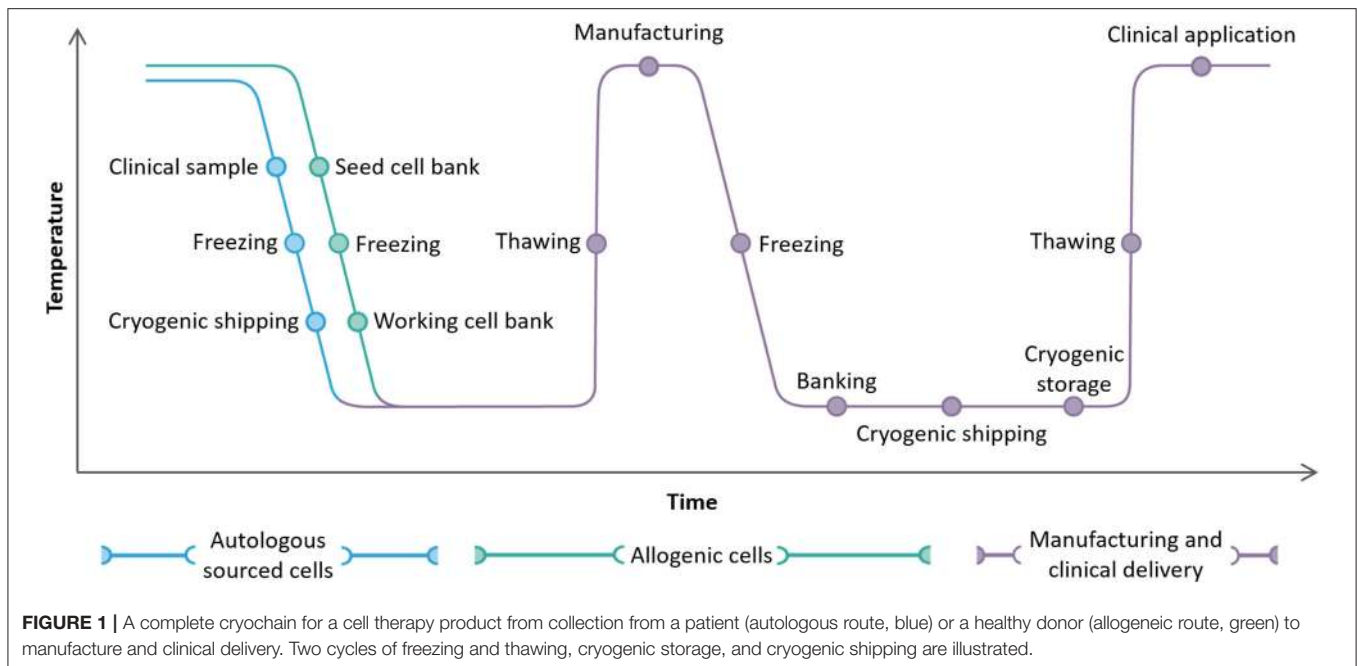 Manufacturing
Clinical application
Clinical sample
Seed cell bank
Freezing
Freezing
Thawing
Freezing
Thawing
Cryogenic shipping
Working cell bank
Banking
Cryogenic
storage
Cryogenic shipping
Temperature
Time
Autologous
sourced cells
Allogenic cells
Manufacturing and
clinical delivery
FIGURE 1 | A complete cryochain for a cell therapy product from collection from a patient (autologous route, blue) or a healthy donor (allogeneic route, green) to
manufacture and clinical delivery. Two cycles of freezing and thawing, cryogenic storage, and cryogenic shipping are illustrated.